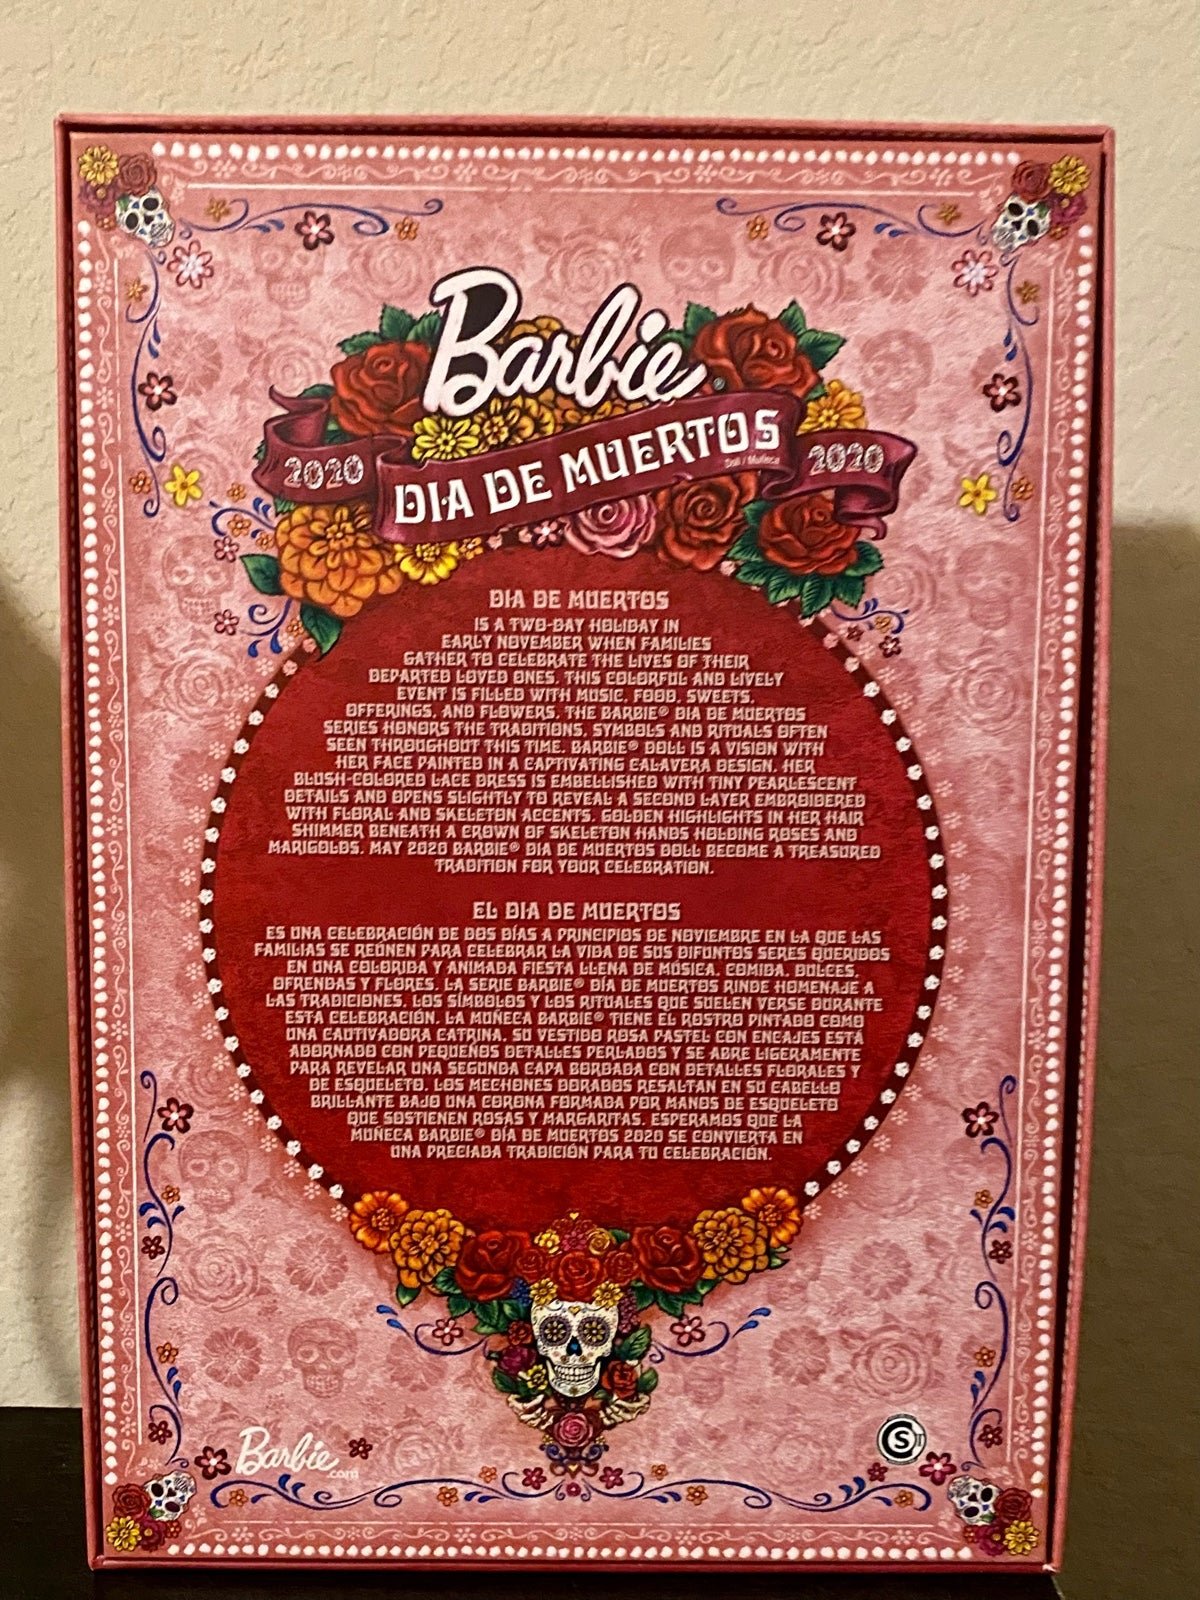 Barbie®
2020 DIA DE MUERTOS 2020
Doll / Muñeca
DIA DE MUERTOS
IS A TWO-DAY HOLIDAY IN
EARLY NOVEMBER WHEN FAMILIES
GATHER TO CELEBRATE THE LIVES OF THEIR
DEPARTED LOVED ONES. THIS COLORFUL AND LIVELY
EVENT IS FILLED WITH MUSIC, FOOD, SWEETS,
OFFERINGS, AND FLOWERS. THE BARBIE® DIA DE MUERTOS
SERIES HONORS THE TRADITIONS, SYMBOLS AND RITUALS OFTEN
SEEN THROUGHOUT THIS TIME. BARBIE® DOLL IS A VISION WITH
HER FACE PAINTED IN A CAPTIVATING CALAVERA DESIGN. HER
BLUSH-COLORED LACE DRESS IS EMBELLISHED WITH TINY PEARLESCENT
DETAILS AND OPENS SLIGHTLY TO REVEAL A SECOND LAYER EMBROIDERED
WITH FLORAL AND SKELETON ACCENTS. GOLDEN HIGHLIGHTS IN HER HAIR
SHIMMER BENEATH A CROWN OF SKELETON HANDS HOLDING ROSES AND
MARIGOLDS. MAY 2020 BARBIE® DIA DE MUERTOS DOLL BECOME A TREASURED
TRADITION FOR YOUR CELEBRATION.
EL DIA DE MUERTOS
ES UNA CELEBRACIÓN DE DOS DÍAS A PRINCIPIOS DE NOVIEMBRE EN LA QUE LAS
FAMILIAS SE REÚNEN PARA CELEBRAR LA VIDA DE SUS DIFUNTOS SERES QUERIDOS
EN UNA COLORIDA Y ANIMADA FIESTA LLENA DE MÚSICA, COMIDA, DULCES,
OFRENDAS Y FLORES. LA SERIE BARBIE® DÍA DE MUERTOS RINDE HOMENAJE A
LAS TRADICIONES, LOS SÍMBOLOS Y LOS RITUALES QUE SUELEN VERSE DURANTE
ESTA CELEBRACIÓN. LA MUÑECA BARBIE® TIENE EL ROSTRO PINTADO COMO
UNA CAUTIVADORA CATRINA. SU VESTIDO ROSA PASTEL CON ENCAJES ESTÁ
ADORNADO CON PEQUEÑOS DETALLES PERLADOS Y SE ABRE LIGERAMENTE
PARA REVELAR UNA SEGUNDA CAPA BORDADA CON DETALLES FLORALES Y
DE ESQUELETO. LOS MECHONES DORADOS RESALTAN EN SU CABELLO
BRILLANTE BAJO UNA CORONA FORMADA POR MANOS DE ESQUELETO
QUE SOSTIENEN ROSAS Y MARGARITAS. ESPERAMOS QUE LA
MUÑECA BARBIE® DÍA DE MUERTOS 2020 SE CONVIERTA EN
UNA PRECIADA TRADICIÓN PARA TU CELEBRACIÓN.
Barbie.com
S